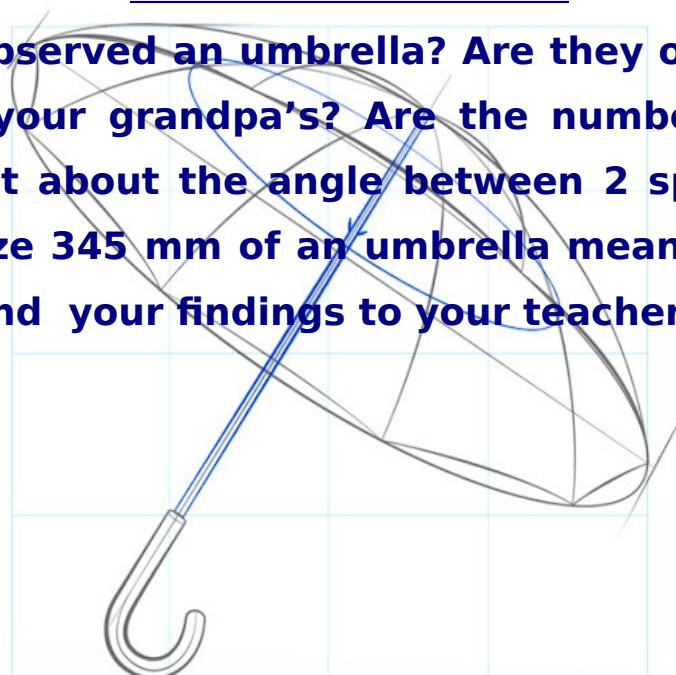 observed an umbrella? Are they o
your grandpa’s? Are the numbe
t about the angle between 2 sp
ze 345 mm of an umbrella mean
nd your findings to your teacher